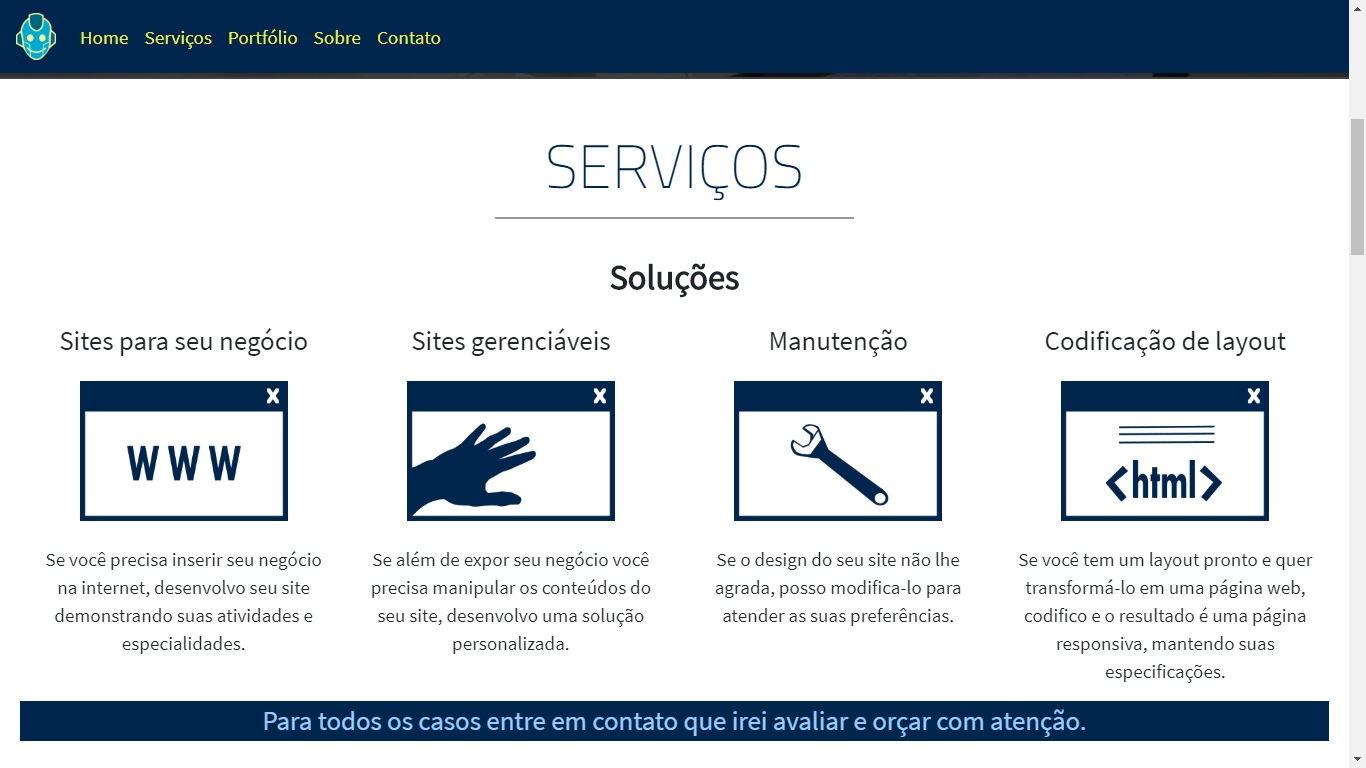 Home Serviços Portfólio Sobre Contato
SERVIÇOS
Soluções
Sites para seu negócio
X
WWW
Se você precisa inserir seu negócio
na internet, desenvolvo seu site
demonstrando suas atividades e
especialidades.
Sites gerenciáveis
X
Se além de expor seu negócio você
precisa manipular os conteúdos do
seu site, desenvolvo uma solução
personalizada.
Manutenção
X
Se o design do seu site não lhe
agrada, posso modifica-lo para
atender as suas preferências.
Codificação de layout
X
<html>
Se você tem um layout pronto e quer
transformá-lo em uma página web,
codifico e o resultado é uma página
responsiva, mantendo suas
especificações.
Para todos os casos entre em contato que irei avaliar e orçar com atenção.